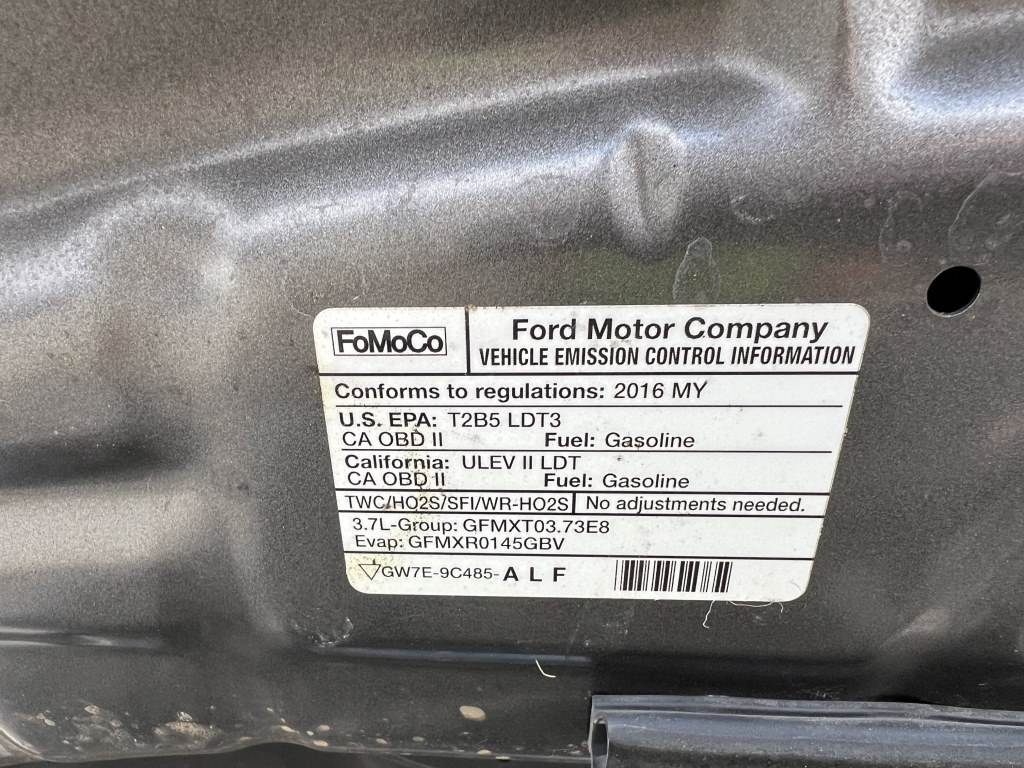 FoMoCo
Ford Motor Company
VEHICLE EMISSION CONTROL INFORMATION
Conforms to regulations: 2016 MY
U.S. EPA: T2B5 LDT3
CA OBD II Fuel: Gasoline
California: ULEV II LDT
CA OBD II Fuel: Gasoline
TWC/HO2S/SFI/WR-HO2S No adjustments needed.
3.7L-Group: GFMXT03.73E8
Evap: GFMXR0145GBV
GW7E-9C485-A L F